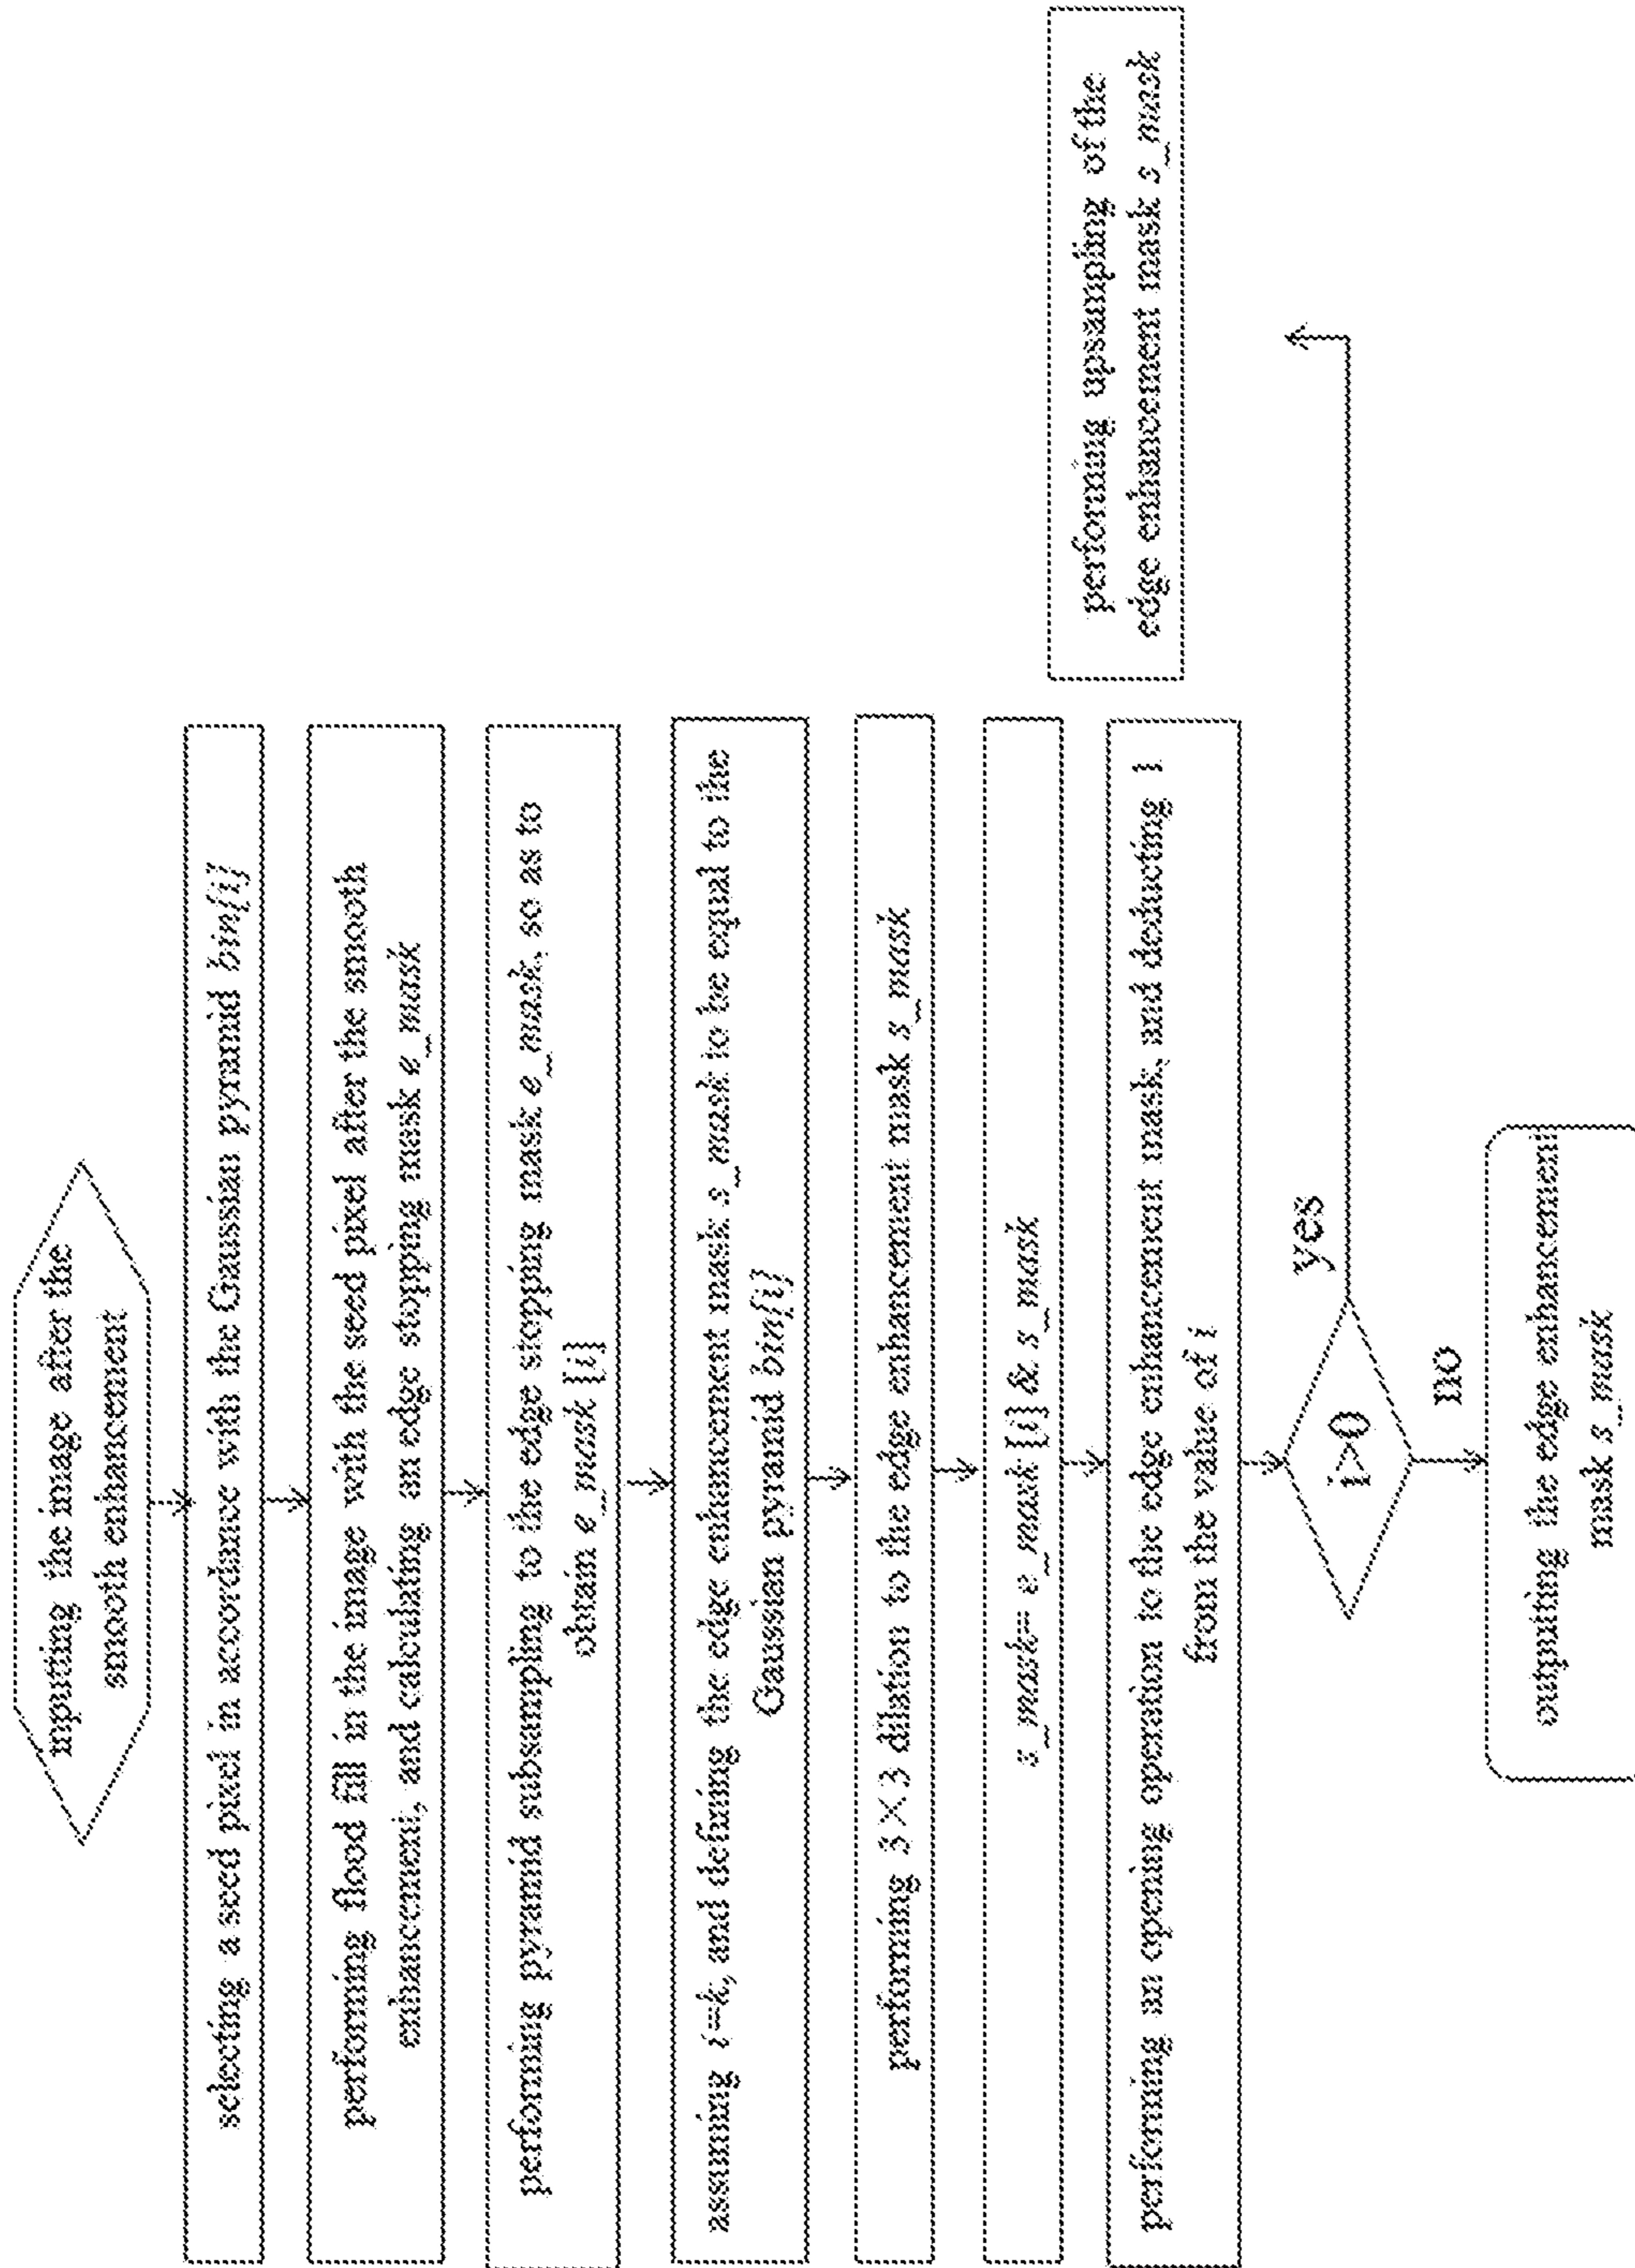 inputing the image after the
smooth enhancement
selecting a seed pixel in accordance with the Gaussian pyramid bin[i]
performing flood fill in the image with the seed pixel after the smooth
enhancement, and calculating an edge stopping mask e_mask
performing pyramid subsampling to the edge stopping mask e_mask, so as to
obtain e_mask [i]
assuming i=k, and defining the edge enhancement mask s_mask to be equal to the
Gaussian pyramid bin[i]
performing 3×3 dilation to the edge enhancement mask s_mask
s_mask= e_mask [i] & s_mask
performing an opening operation to the edge enhancement mask, and deducting 1
from the value of i
i>0
yes
performing upsampling of the
edge enhancement mask s_mask
no
outputing the edge enhancement
mask s_mask